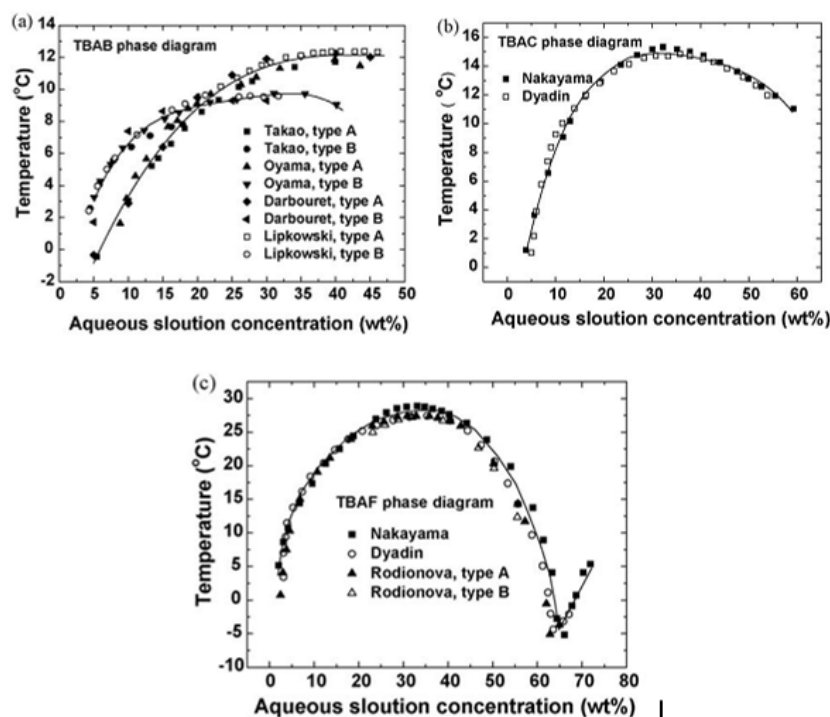 (a)
TBAB phase diagram
Temperature (°C)
14
12
10
8
6
4
2
0
-2
0 5 10 15 20 25 30 35 40 45 50
Aqueous sloution concentration (wt%)
Takao, type A
Takao, type B
Oyama, type A
Oyama, type B
Darbouret, type A
Darbouret, type B
Lipkowski, type A
Lipkowski, type B
(b)
TBAC phase diagram
Nakayama
Dyadin
Temperature (°C)
16
14
12
10
8
6
4
2
0
0 10 20 30 40 50 60
Aqueous sloution concentration (wt%)
(c)
TBAF phase diagram
Nakayama
Dyadin
Rodionova, type A
Rodionova, type B
Temperature (°C)
30
25
20
15
10
5
0
-5
-10
0 10 20 30 40 50 60 70 80
Aqueous sloution concentration (wt%)